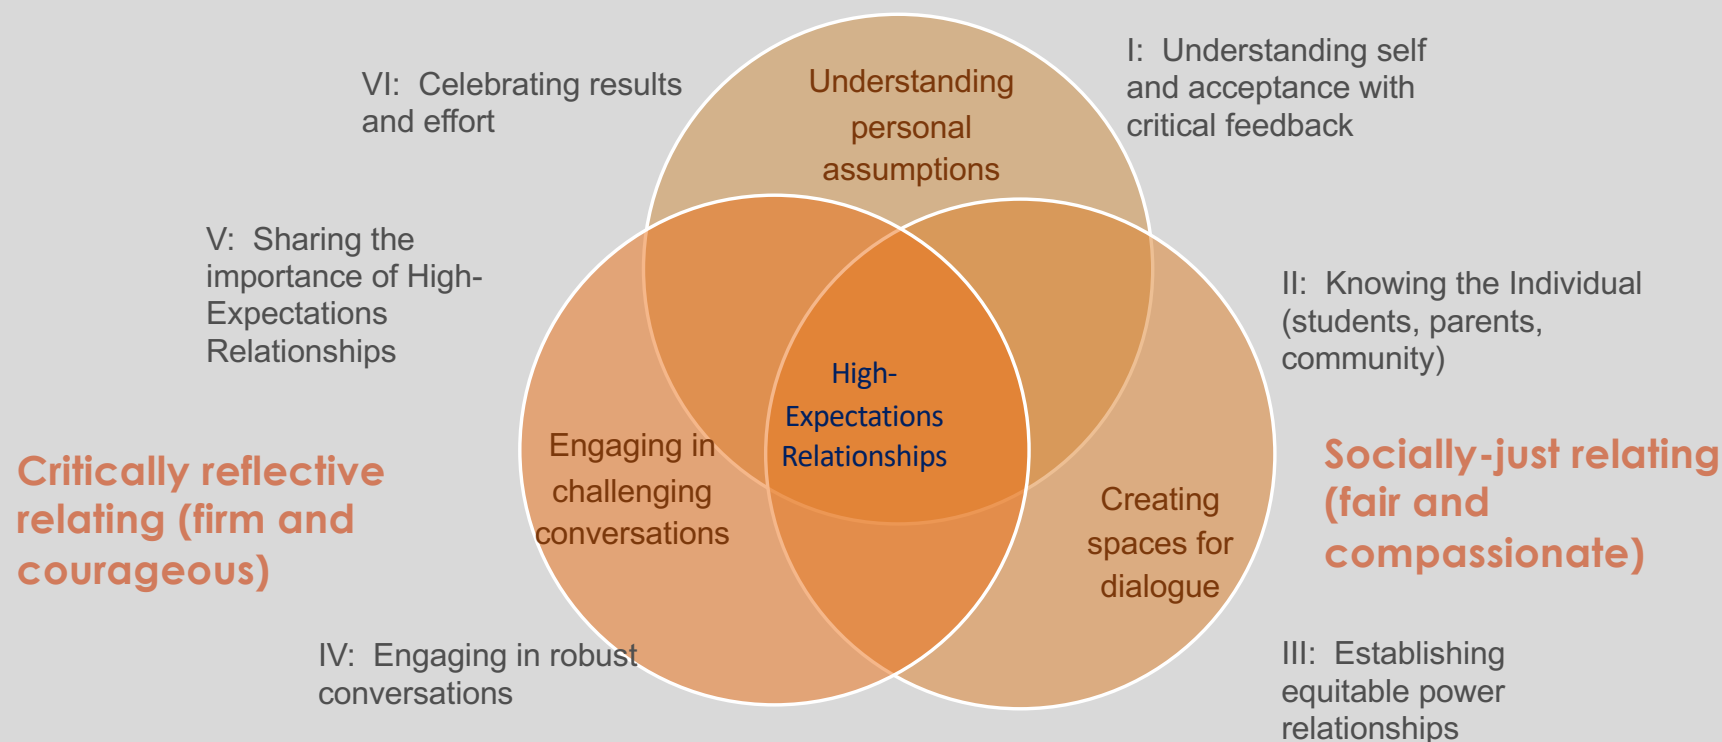 VI: Celebrating results
and effort
Understanding
personal
assumptions
I: Understanding self
and acceptance with
critical feedback
V: Sharing the
importance of High-
Expectations
Relationships
II: Knowing the Individual
(students, parents,
community)
High-
Expectations
Relationships
Critically reflective
relating (firm and
courageous)
Engaging in
challenging
conversations
Creating
spaces for
dialogue
Socially-just relating
(fair and
compassionate)
IV: Engaging in robust
conversations
III: Establishing
equitable power
relationships